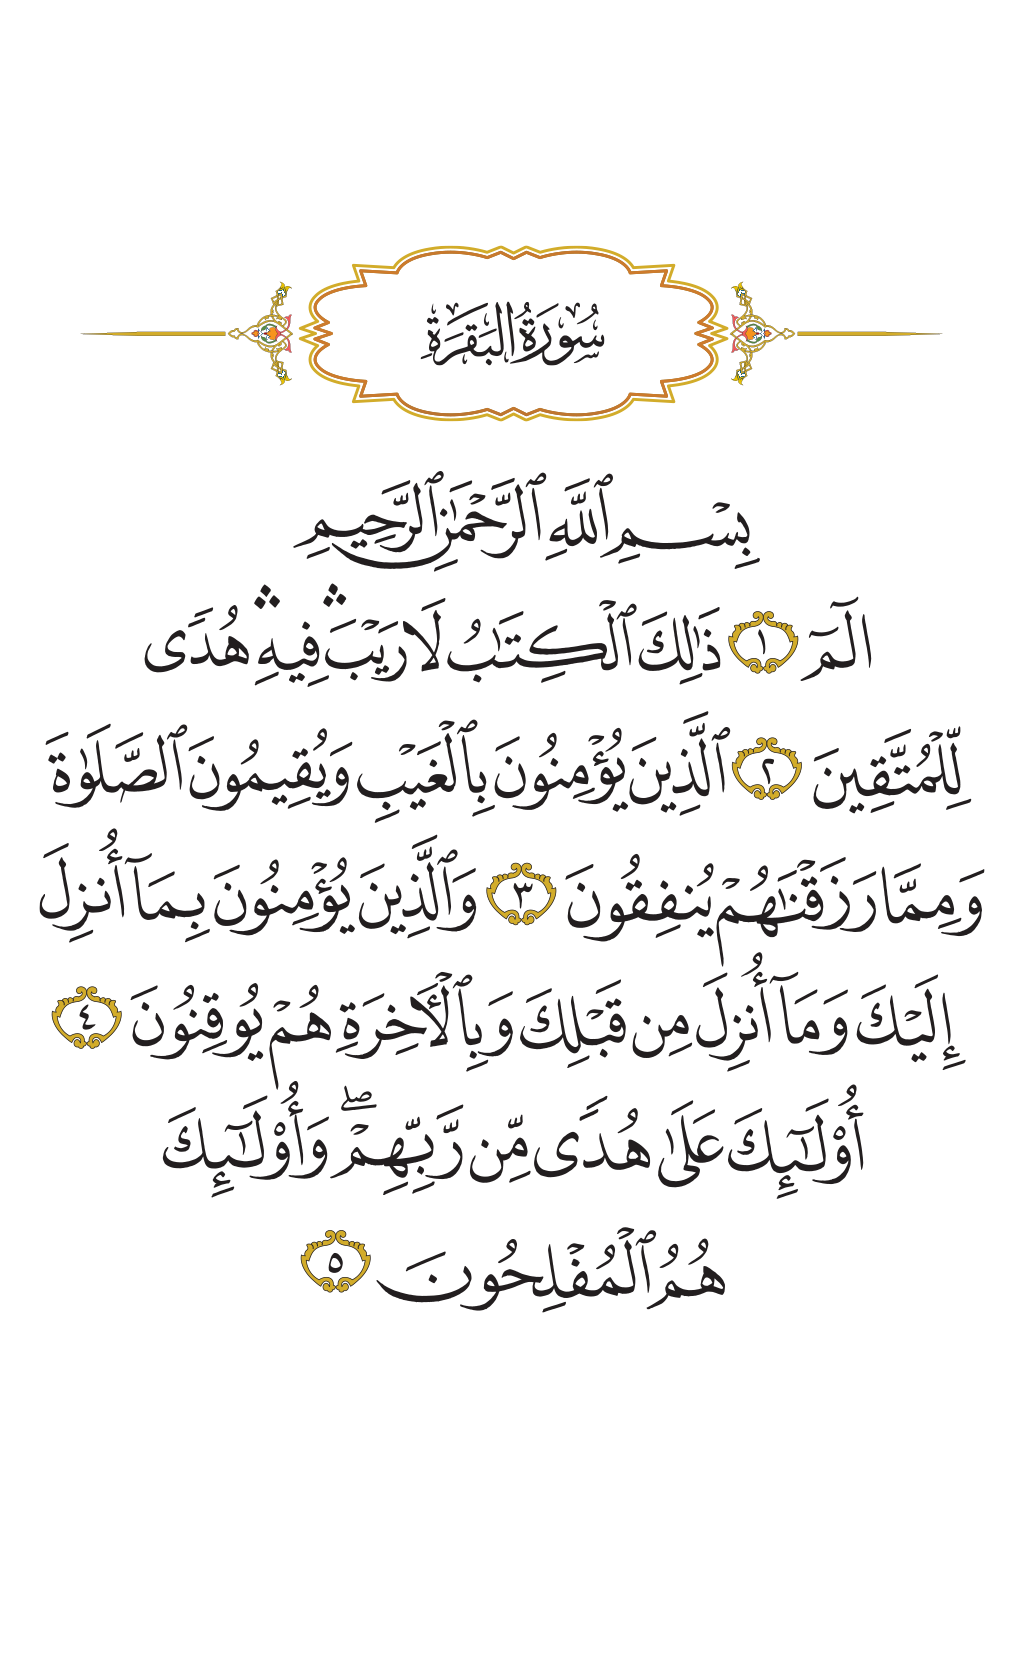 سُورَةُ البَقَرَةِ
بِسۡمِ ٱللَّهِ ٱلرَّحۡمَٰنِ ٱلرَّحِيمِ
الٓمٓ ١ ذَٰلِكَ ٱلۡكِتَٰبُ لَا رَيۡبَۛ فِيهِۛ هُدٗى
لِّلۡمُتَّقِينَ ٢ ٱلَّذِينَ يُؤۡمِنُونَ بِٱلۡغَيۡبِ وَيُقِيمُونَ ٱلصَّلَوٰةَ
وَمِمَّا رَزَقۡنَٰهُمۡ يُنفِقُونَ ٣ وَٱلَّذِينَ يُؤۡمِنُونَ بِمَآ أُنزِلَ
إِلَيۡكَ وَمَآ أُنزِلَ مِن قَبۡلِكَ وَبِٱلۡأٓخِرَةِ هُمۡ يُوقِنُونَ ٤
أُوْلَٰٓئِكَ عَلَىٰ هُدٗى مِّن رَّبِّهِمۡۖ وَأُوْلَٰٓئِكَ
هُمُ ٱلۡمُفۡلِحُونَ ٥